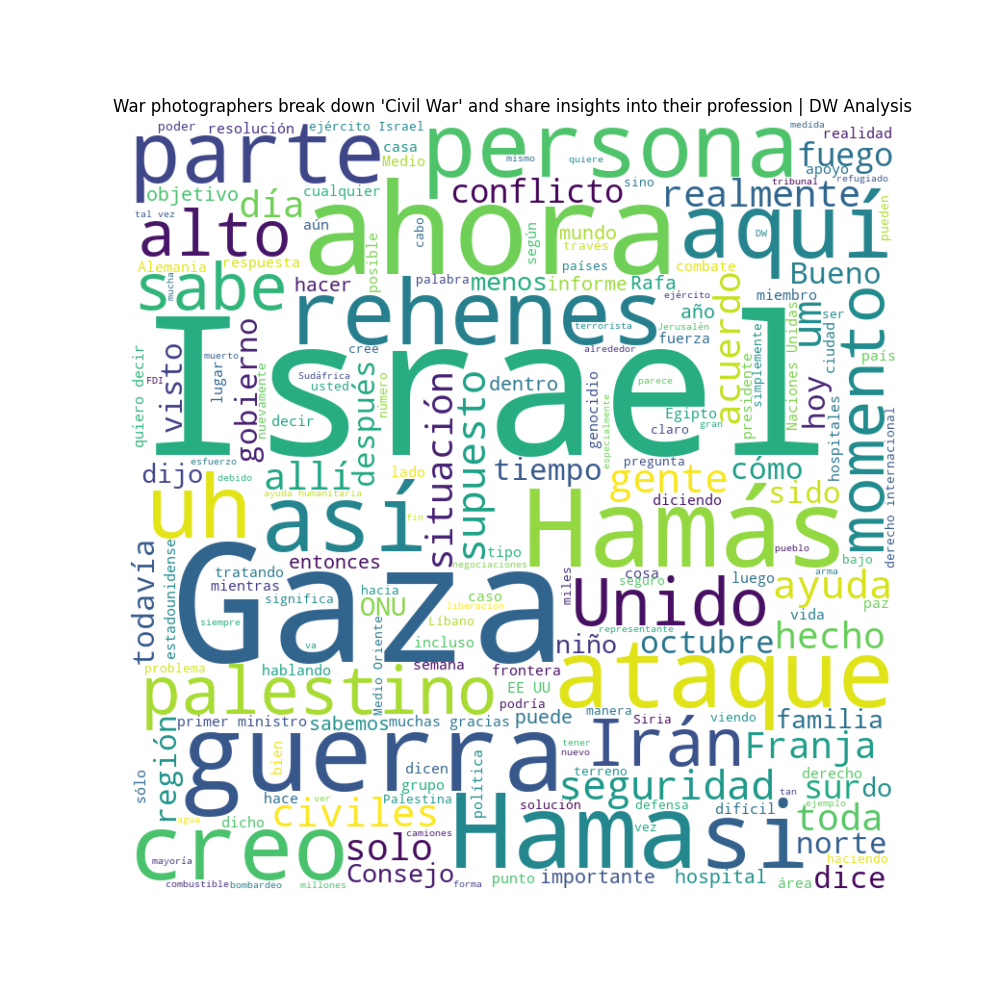 War photographers break down 'Civil War' and share insights into their profession | DW Analysis
poder resolución ejército Israel
parte casa Medio persona medida realidad
mismo quiere fuego
objetivo cualquier conflicto sino realmente apoyo tribunal refugiado
tal vez día aún ahora cabo según mundo través aquí DW pueden
alto posible países
Alemania respuesta palabra menos informe Rafa combate Bueno
sabe mucha hacer rehenes ejército año miembro
terrorista Jerusalén fuerza acuerdo um ser momento
Israel alrededor
quiero decir FDI visto muerto lugar gobierno nuevamente Sudáfrica cree usted número después dentro genocidio parece presidente simplemente Naciones Unidas hoy ciudad país
decir situación supuesto Egipto claro gran especialmente hospitales derecho internacional
dijo esfuerzo debido allí lado tiempo pregunta gente cómo
ayuda humanitaria diciendo sido
uh así fin Hamás
todavía estadounidense entonces tipo negociaciones pueblo bajo
tratando hacia cosa seguro luego arma
mientras significa Gaza caso miles Unido ayuda paz
siempre ONU liberación Líbano vida
va incluso representante
hablando Medio Oriente semana niño octubre hecho
problema frontera ataque
palestino EE UU podría
primer ministro sabemos muchas gracias puede manera Siria viendo familia
región guerra tener nuevo Irán Franja
sólo bien dicen política terreno derecho
hace ver grupo seguridad sur do
agua civiles Palestina solución defensa difícil tan ejemplo
dicho vez toda
creo camiones Hama si
mayoría solo norte haciendo
Consejo punto importante hospital área dice
combustible bombardeo millones forma